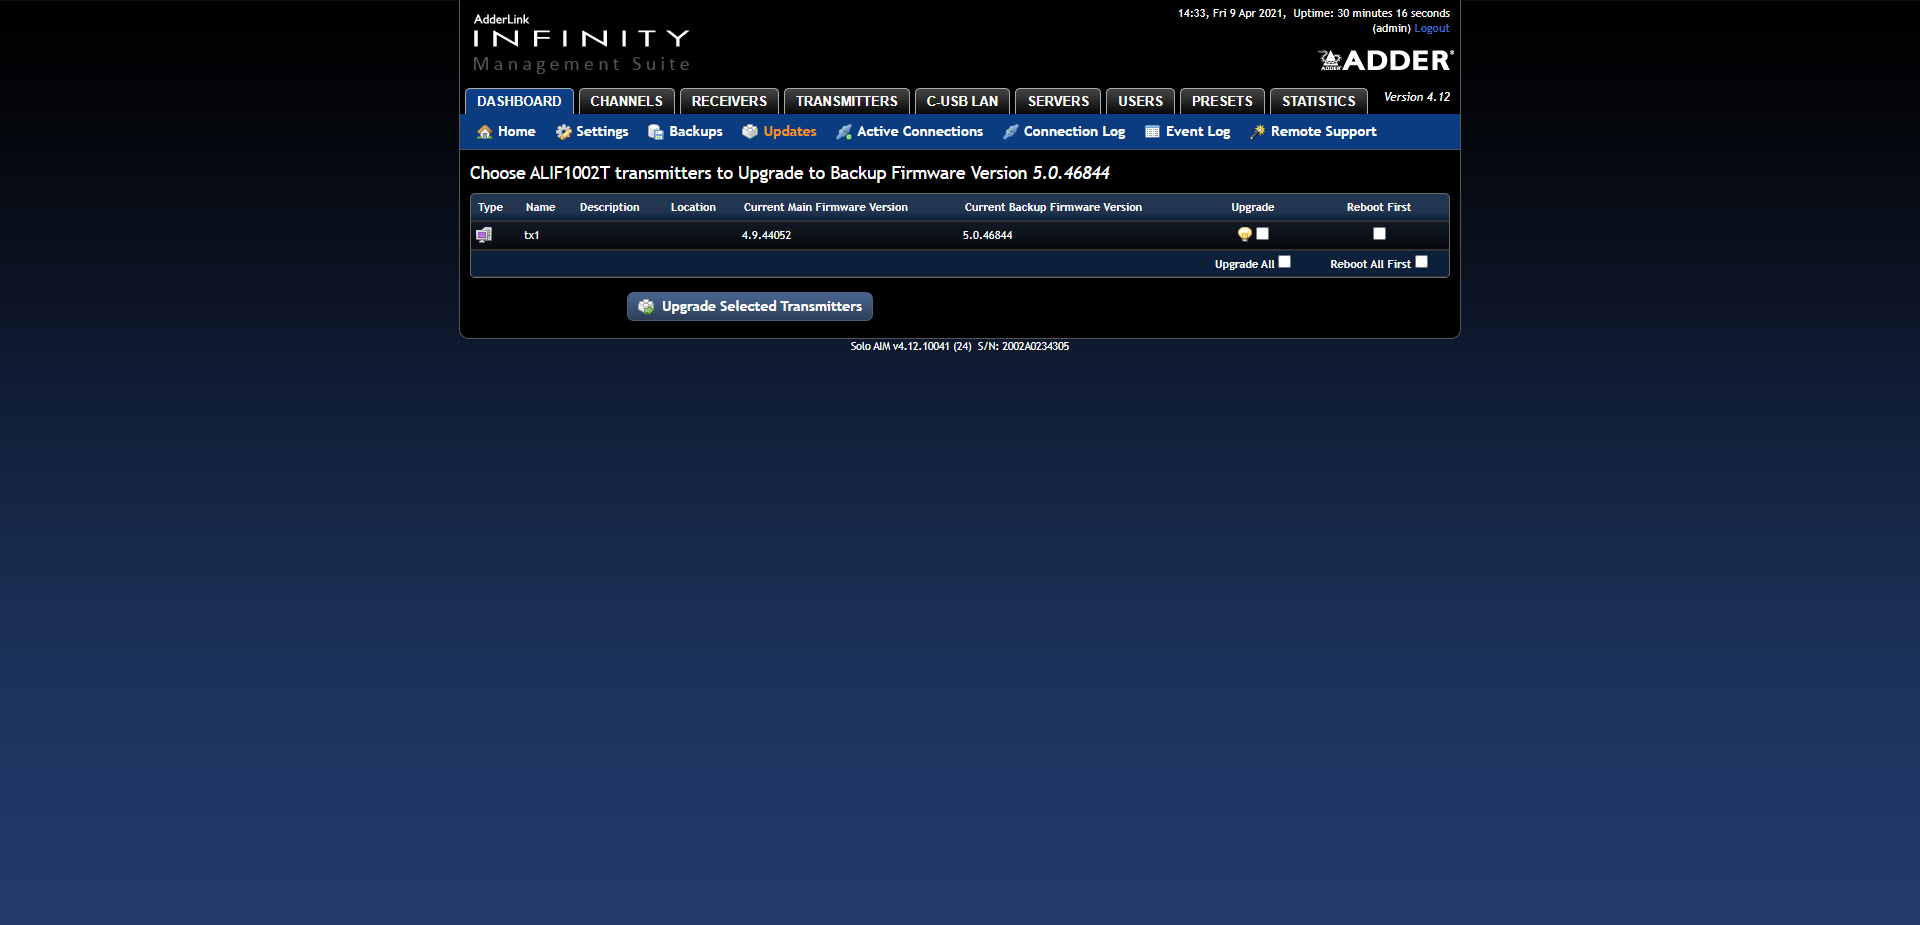 AdderLink
INFINITY
Management Suite
14:33, Fri 9 Apr 2021, Uptime: 30 minutes 16 seconds
(admin) Logout
ADDER
ADDER
DASHBOARD CHANNELS RECEIVERS TRANSMITTERS C-USB LAN SERVERS USERS PRESETS STATISTICS Version 4.12
Home Settings Backups Updates Active Connections Connection Log Event Log Remote Support
Choose ALIF1002T transmitters to Upgrade to Backup Firmware Version 5.0.46844
Type Name Description Location Current Main Firmware Version Current Backup Firmware Version Upgrade Reboot First
tx1 4.9.44052 5.0.46844
Upgrade All Reboot All First
Upgrade Selected Transmitters
Solo AIM v4.12.10041 (24) S/N: 2002A0234305